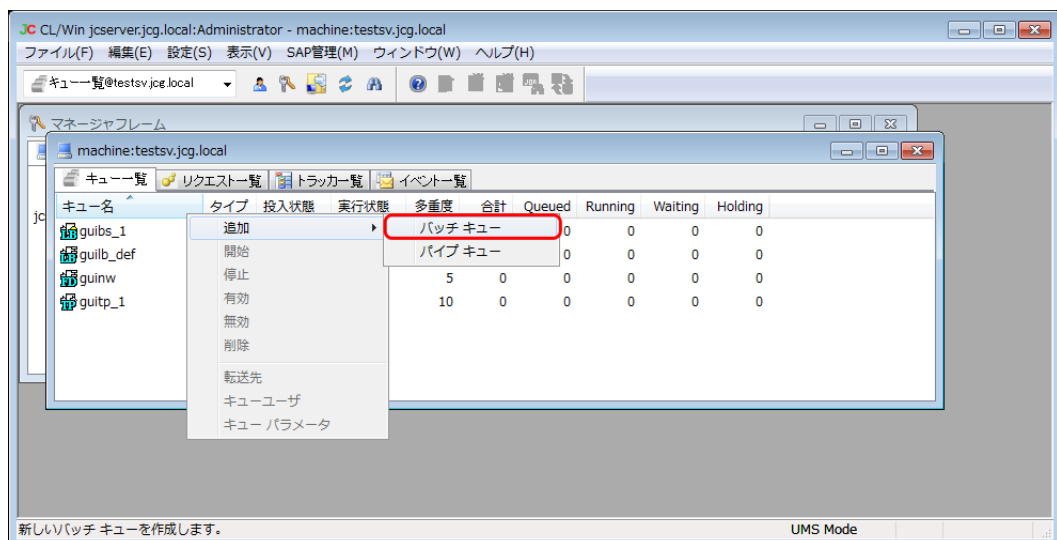 JC CL/Win jcserver.jcg.local:Administrator - machine:testsv.jcg.local
ファイル(F) 編集(E) 設定(S) 表示(V) SAP管理(M) ウィンドウ(W) ヘルプ(H)
キュー一覧@testsv.jcg.local
マネージャフレーム
machine:testsv.jcg.local
キュー一覧 リクエスト一覧 トラッカ一覧 イベント一覧
キュー名 タイプ 投入状態 実行状態 多重度 合計 Queued Running Waiting Holding
jc
guibs_1 追加 バッチ キュー 0 0 0 0
guilb_def 開始 パイプ キュー 0 0 0 0
guinw 停止 5 0 0 0 0 0
guitp_1 有効 10 0 0 0 0 0
無効
削除
転送先
キューユーザ
キュー パラメータ
新しいバッチ キューを作成します。 UMS Mode